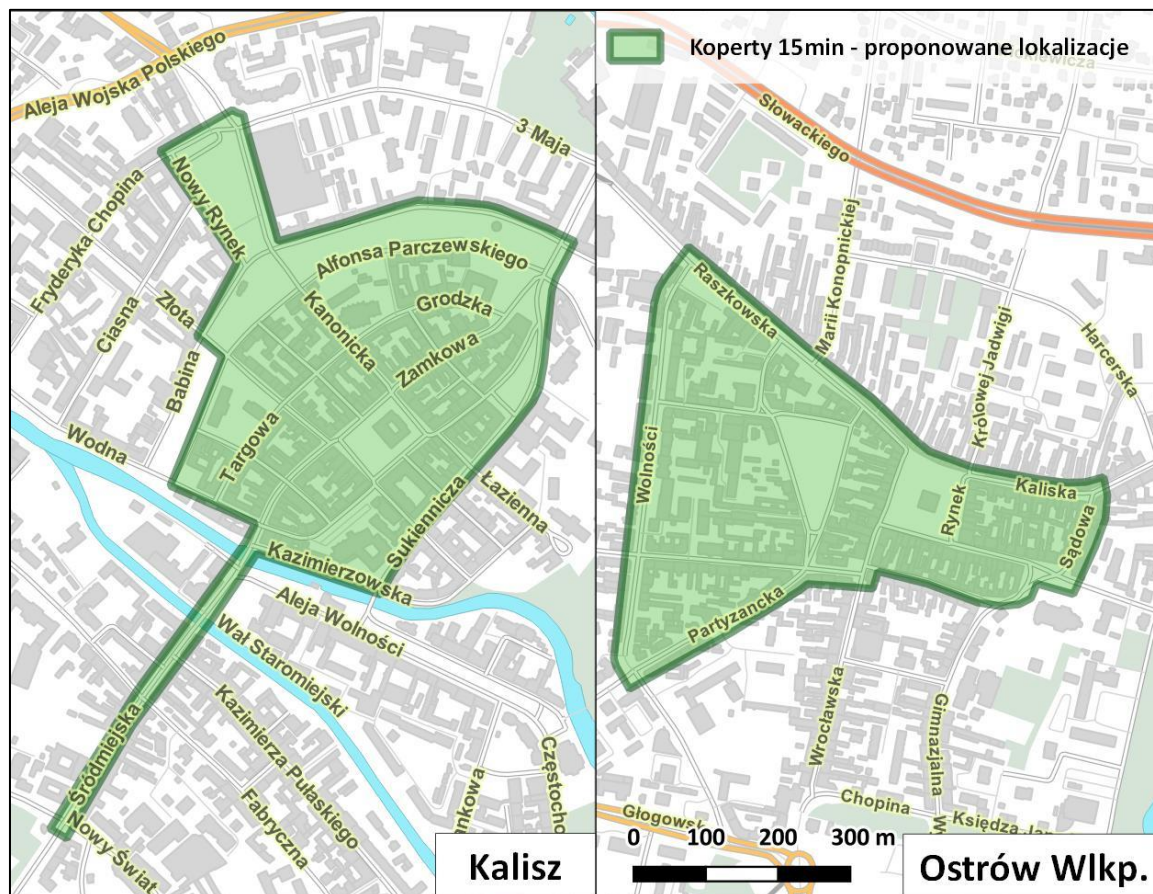 Koperty 15min - proponowane lokalizacje
Aleja Wojska Polskiego
3 Maja
Nowy Rynek
Fryderyka Chopina
Alfonsa Parczewskiego
Ciasna
Złota
Kanonicka
Grodzka
Zamkowa
Babina
Targowa
Wodna
Sukiennicza
Łazienna
Kazimierzowska
Aleja Wolności
Wał Staromiejski
Śródmiejska
Kazimierza Pułaskiego
Fabryczna
Nowy Świat
Kalisz
Słowackiego
Raszkowska
Marii Konopnickiej
Królowej Jadwigi
Harcerska
Wolności
Rynek
Kaliska
Sądowa
Partyzancka
Wrocławska
Gimnazjalna
Chopina
Księdza
0 100 200 300 m
Ostrów Wlkp.